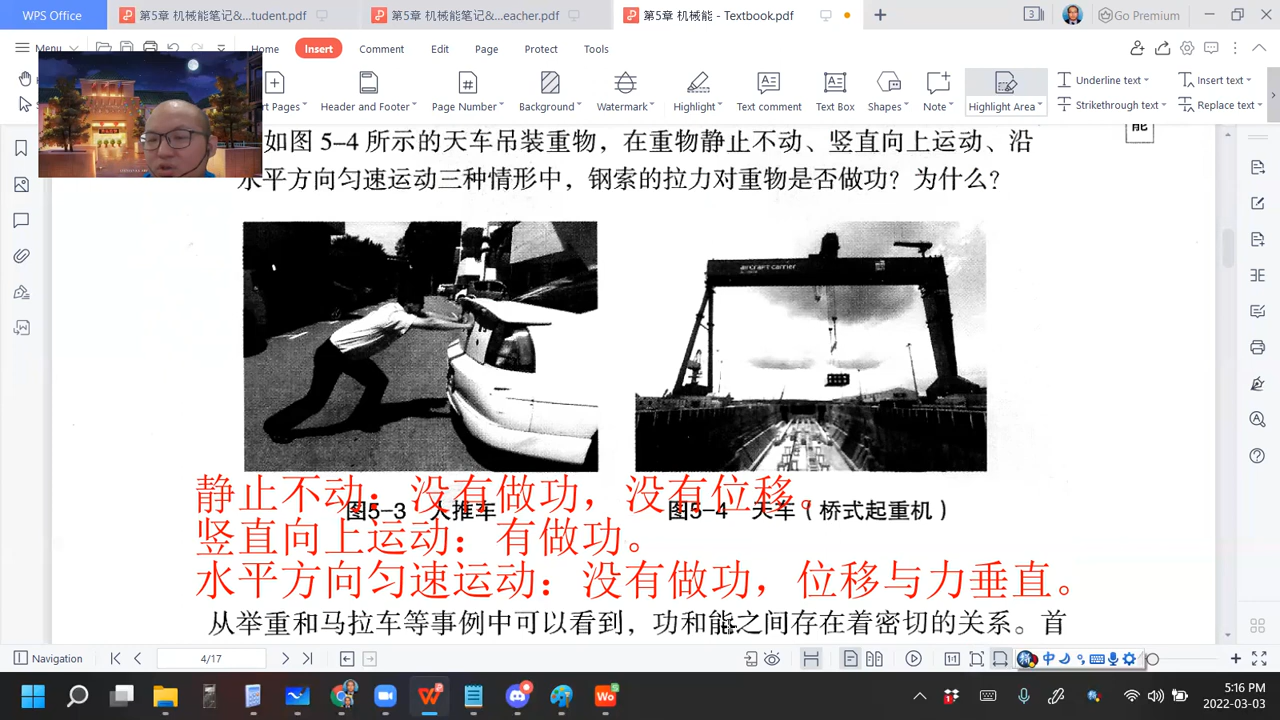 WPS Office
第5章 机械能笔记&...tudent.pdf
第5章 机械能笔记&...eacher.pdf
第5章 机械能 - Textbook.pdf
3
Go Premium
Menu
Home
Insert
Comment
Edit
Page
Protect
Tools
Header and Footer
Page Number
Background
Watermark
Highlight
Text comment
Text Box
Shapes
Note
Highlight Area
Underline text
Strikethrough text
Insert text
Replace text
能
如图 5-4 所示的天车吊装重物，在重物静止不动、竖直向上运动、沿
水平方向匀速运动三种情形中，钢索的拉力对重物是否做功？为什么？
aircraft carrier
静止不动：没有做功，没有位移。
图5-3 人推车
图5-4 天车（桥式起重机）
竖直向上运动：有做功。
水平方向匀速运动：没有做功，位移与力垂直。
从举重和马拉车等事例中可以看到，功和能之间存在着密切的关系。首
Navigation
4/17
中
5:16 PM
2022-03-03